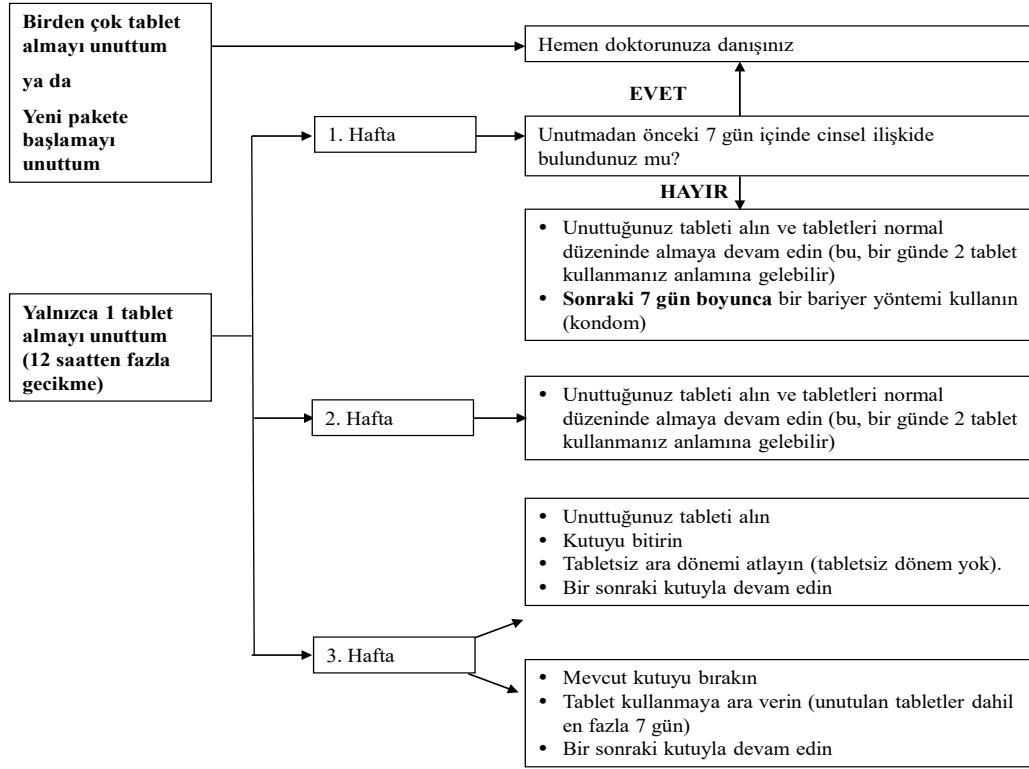 Birden çok tablet
almayı unuttum
ya da
Yeni pakete
başlamayı
unuttum
Hemen doktorunuza danışınız
EVET
1. Hafta
Unutmadan önceki 7 gün içinde cinsel ilişkide
bulundunuz mu?
HAYIR
• Unuttuğunuz tableti alın ve tabletleri normal
düzeninde almaya devam edin (bu, bir günde 2 tablet
kullanmanız anlamına gelebilir)
• Sonraki 7 gün boyunca bir bariyer yöntemi kullanın
(kondom)
Yalnızca 1 tablet
almayı unuttum
(12 saatten fazla
gecikme)
2. Hafta
• Unuttuğunuz tableti alın ve tabletleri normal
düzeninde almaya devam edin (bu, bir günde 2 tablet
kullanmanız anlamına gelebilir)
3. Hafta
• Unuttuğunuz tableti alın
• Kutuyu bitirin
• Tabletsiz ara dönemi atlayın (tabletsiz dönem yok).
• Bir sonraki kutuyla devam edin
• Mevcut kutuyu bırakın
• Tablet kullanmaya ara verin (unutulan tabletler dahil
en fazla 7 gün)
• Bir sonraki kutuyla devam edin